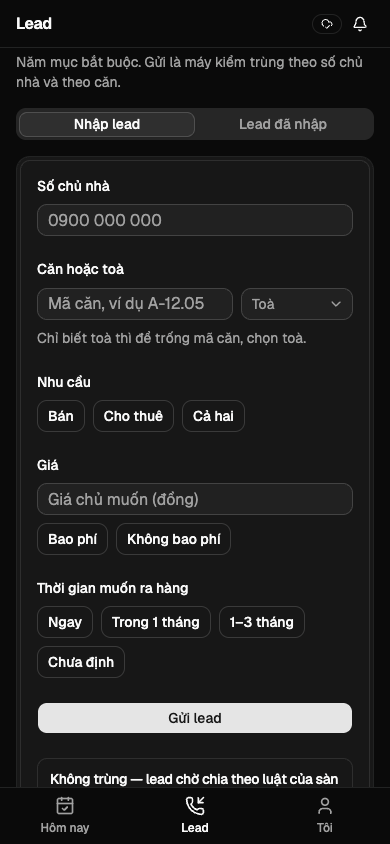 Lead
Năm mục bắt buộc. Gửi là máy kiểm trùng theo số chủ
nhà và theo căn.
Nhập lead
Lead đã nhập
Số chủ nhà
0900 000 000
Căn hoặc toà
Mã căn, ví dụ A-12.05
Toà
Chỉ biết toà thì để trống mã căn, chọn toà.
Nhu cầu
Bán
Cho thuê
Cả hai
Giá
Giá chủ muốn (đồng)
Bao phí
Không bao phí
Thời gian muốn ra hàng
Ngay
Trong 1 tháng
1–3 tháng
Chưa định
Gửi lead
Không trùng — lead chờ chia theo luật của sàn
Hôm nay
Lead
Tôi